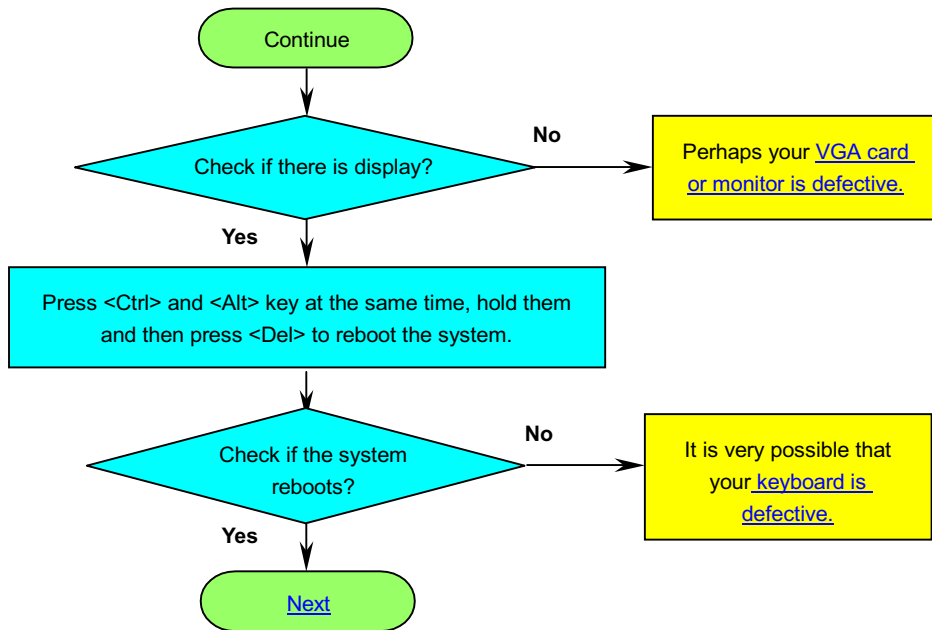 Continue
Check if there is display?
No
Perhaps your VGA card
or monitor is defective.
Yes
Press <Ctrl> and <Alt> key at the same time, hold them
and then press <Del> to reboot the system.
Check if the system
reboots?
No
It is very possible that
your keyboard is
defective.
Yes
Next